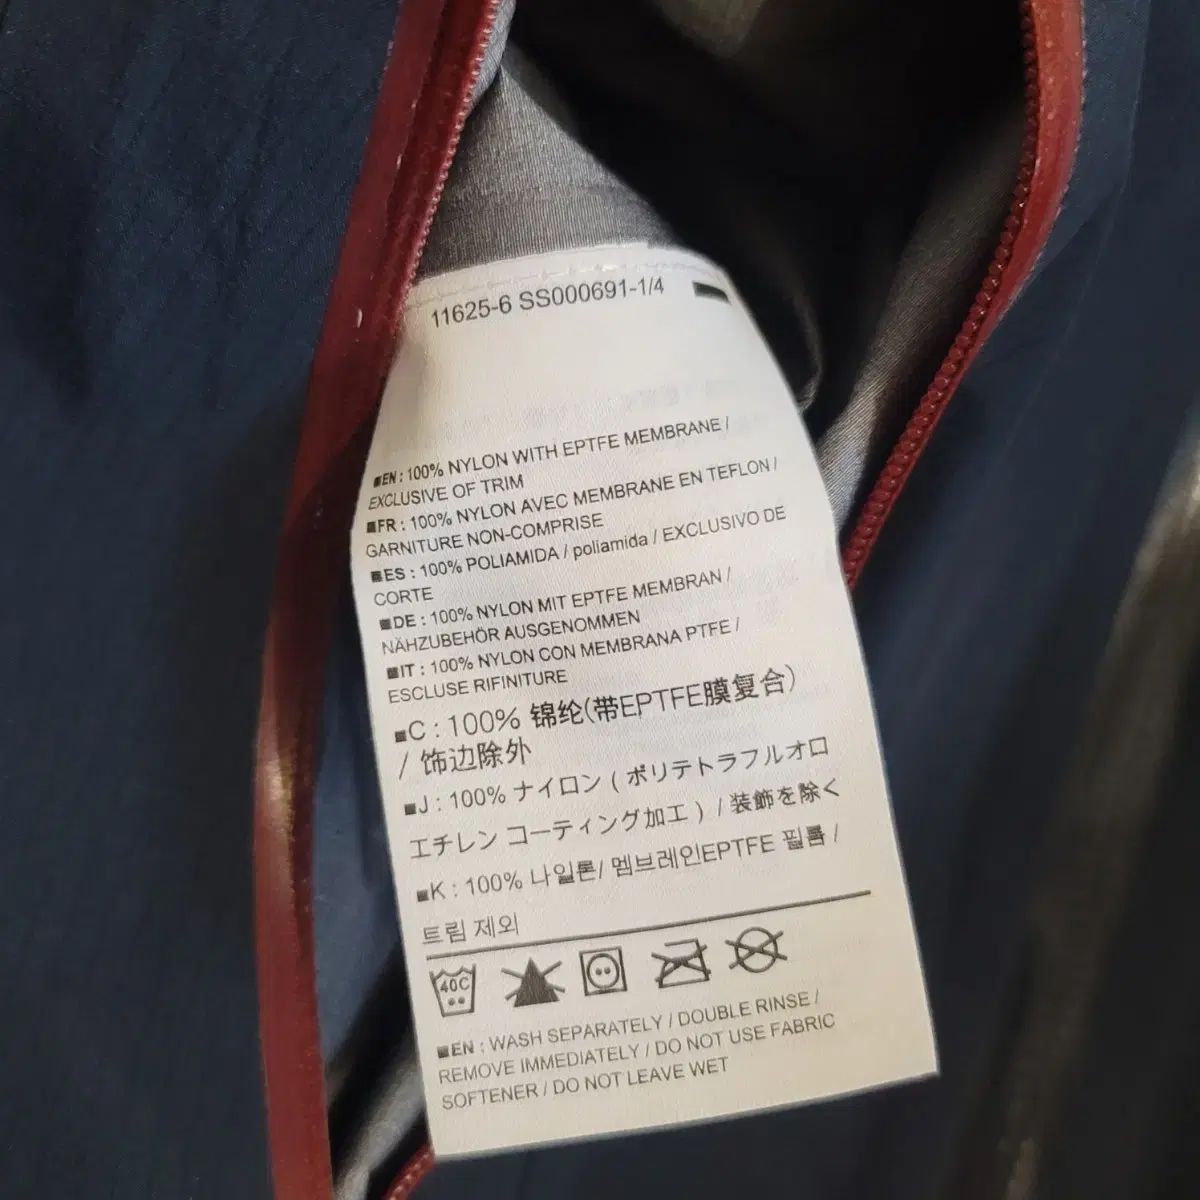 11625-6 SS000691-1/4
■EN : 100% NYLON WITH EPTFE MEMBRANE /
EXCLUSIVE OF TRIM
■FR : 100% NYLON AVEC MEMBRANE EN TEFLON /
GARNITURE NON-COMPRISE
■ES : 100% POLIAMIDA / poliamida / EXCLUSIVO DE
CORTE
■DE : 100% NYLON MIT EPTFE MEMBRAN /
NÄHZUBEHÖR AUSGENOMMEN
■IT : 100% NYLON CON MEMBRANA PTFE /
ESCLUSE RIFINITURE
■C : 100% 锦纶(带EPTFE膜复合)
/ 饰边除外
■J : 100% ナイロン ( ポリテトラフルオロ
エチレン コーティング加工 ) / 装飾を除く
■K : 100% 나일론/ 멤브레인EPTFE 필름 /
트림 제외
40C
■EN : WASH SEPARATELY / DOUBLE RINSE /
REMOVE IMMEDIATELY / DO NOT USE FABRIC
SOFTENER / DO NOT LEAVE WET